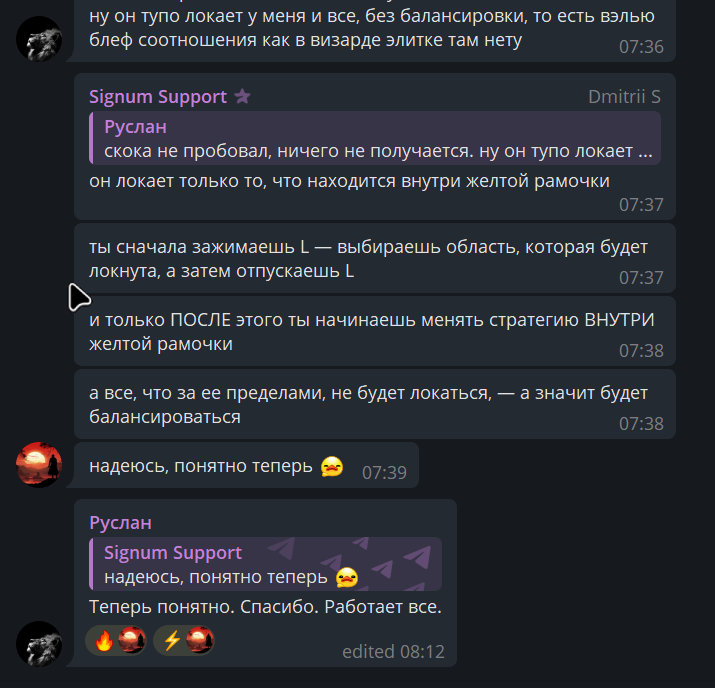 ну он тупо локает у меня и все, без балансировки, то есть вэлью
блеф соотношения как в визарде элитке там нету
07:36
Signum Support
Dmitrii S
Руслан
скока не пробовал, ничего не получается. ну он тупо локает ...
он локает только то, что находится внутри желтой рамочки
07:37
ты сначала зажимаешь L — выбираешь область, которая будет
локнута, а затем отпускаешь L
07:37
и только ПОСЛЕ этого ты начинаешь менять стратегию ВНУТРИ
желтой рамочки
07:38
а все, что за ее пределами, не будет локаться, — а значит будет
балансироваться
07:38
надеюсь, понятно теперь 🥲
07:39
Руслан
Signum Support
надеюсь, понятно теперь
Теперь понятно. Спасибо. Работает все.
edited 08:12